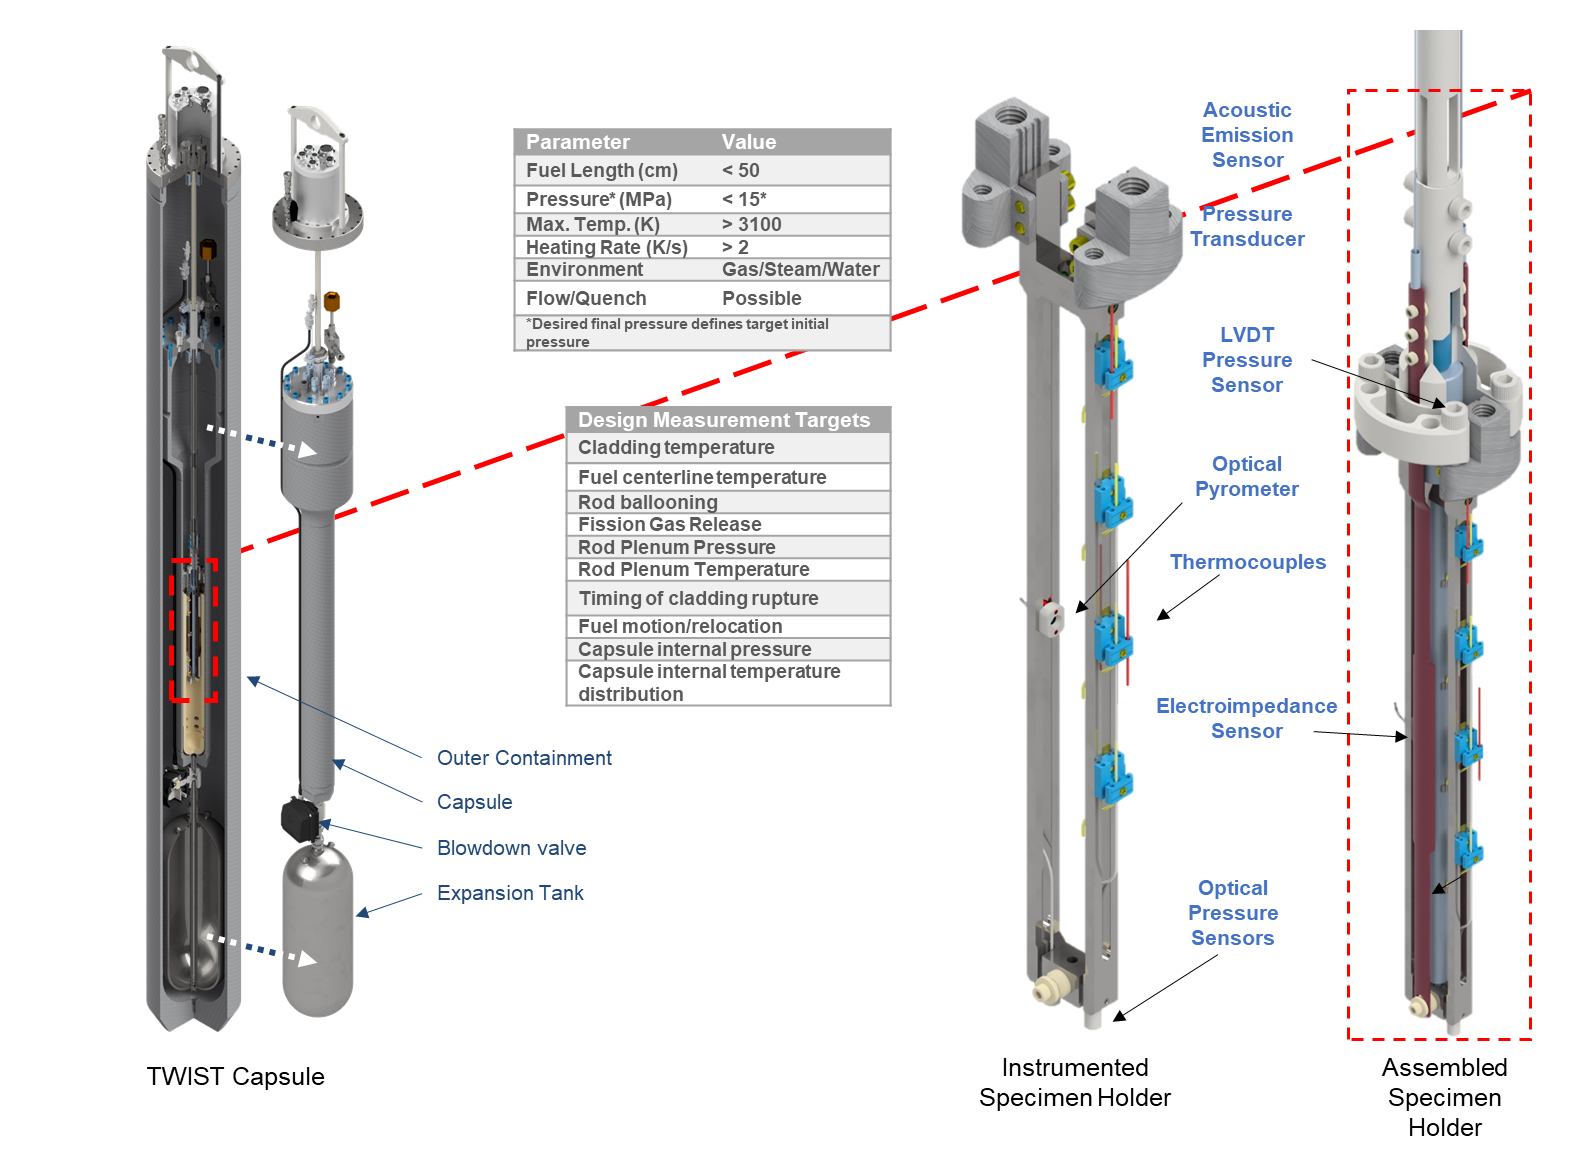 Parameter Value
Fuel Length (cm) < 50
Pressure* (MPa) < 15*
Max. Temp. (K) > 3100
Heating Rate (K/s) > 2
Environment Gas/Steam/Water
Flow/Quench Possible
*Desired final pressure defines target initial
pressure
Design Measurement Targets
Cladding temperature
Fuel centerline temperature
Rod ballooning
Fission Gas Release
Rod Plenum Pressure
Rod Plenum Temperature
Timing of cladding rupture
Fuel motion/relocation
Capsule internal pressure
Capsule internal temperature
distribution
Outer Containment
Capsule
Blowdown valve
Expansion Tank
TWIST Capsule
Acoustic
Emission
Sensor
Pressure
Transducer
LVDT
Pressure
Sensor
Optical
Pyrometer
Thermocouples
Electroimpedance
Sensor
Optical
Pressure
Sensors
Instrumented
Specimen Holder
Assembled
Specimen
Holder